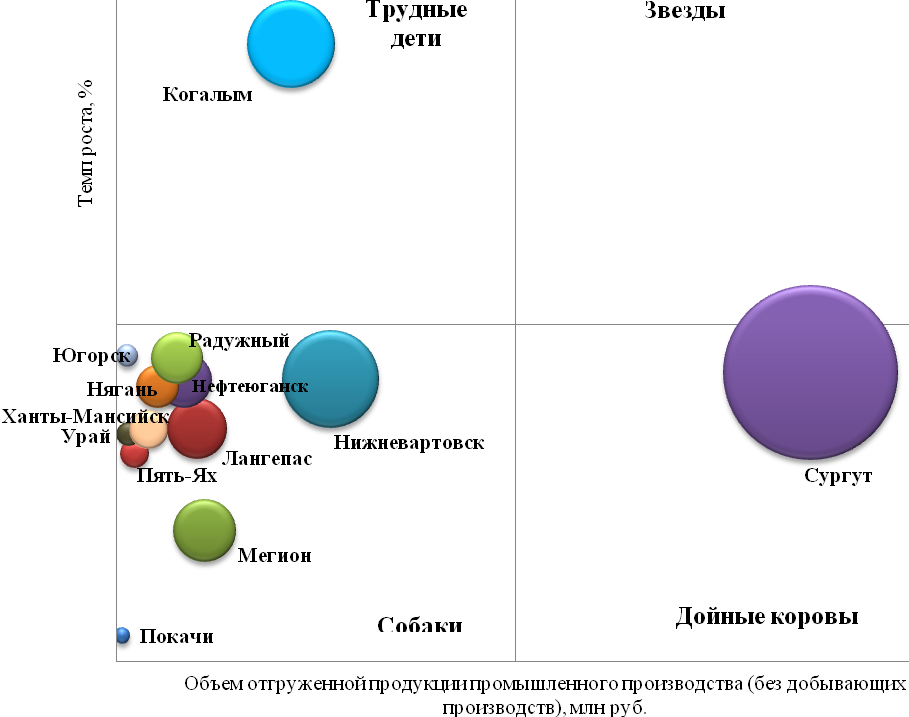 Трудные
дети
Звезды
Когалым
Темп роста, %
Радужный
Югорск
Нефтеюганск
Нягань
Ханты-Мансийск
Урай
Нижневартовск
Лангепас
Пять-Ях
Сургут
Мегион
Дойные коровы
Собаки
Покачи
Объем отгруженной продукции промышленного производства (без добывающих
производств), млн руб.